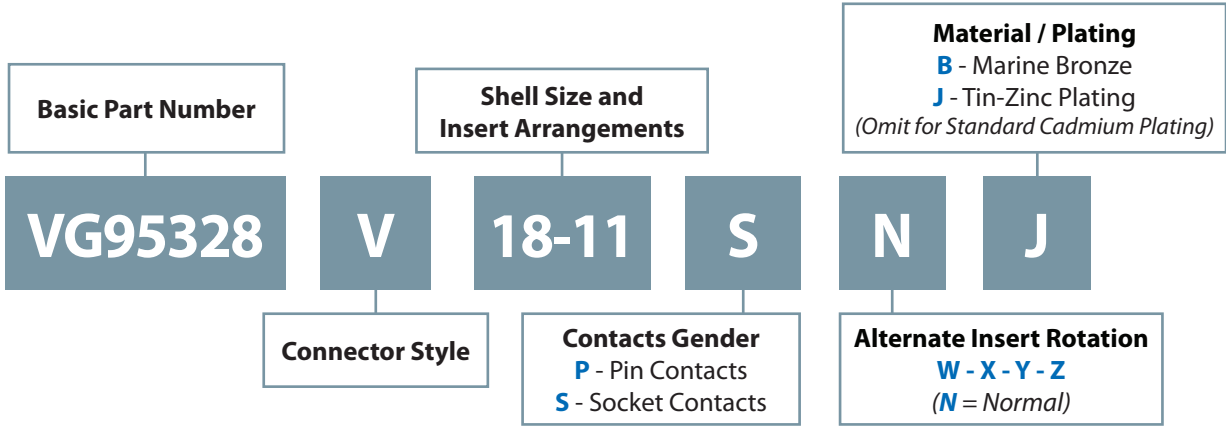 Material / Plating
B - Marine Bronze
J - Tin-Zinc Plating
(Omit for Standard Cadmium Plating)
Basic Part Number
Shell Size and
Insert Arrangements
VG95328 V 18-11 S N J
Connector Style
Contacts Gender
P - Pin Contacts
S - Socket Contacts
Alternate Insert Rotation
W - X - Y - Z
(N = Normal)